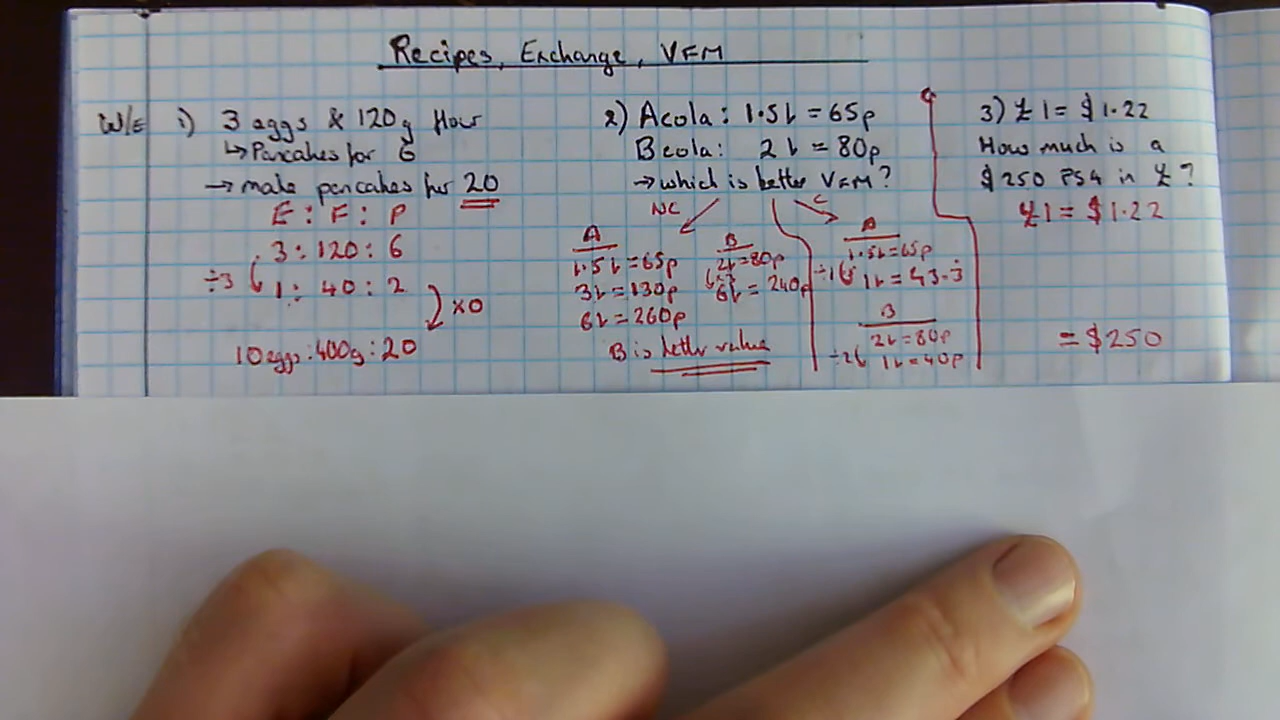 Recipes, Exchange, VFM
W/E 1) 3 eggs & 120g flour
↳Pancakes for 6
→ make pancakes for 20
E : F : P
3 : 120 : 6
÷3 1 : 40 : 2
×10
10 eggs : 400g : 20
2) A cola : 1.5l = 65p
B cola : 2l = 80p
→ which is better VFM?
NC
C
A
1.5l = 65p
3l = 130p
6l = 260p
B
2l = 80p
×3
6l = 240p
B is better value
A
1.5l = 65p
÷1.5 1l = 43.3̇
B
2l = 80p
÷2 1l = 40p
3) £1 = $1.22
How much is a
$250 PS4 in £?
£1 = $1.22
= $250